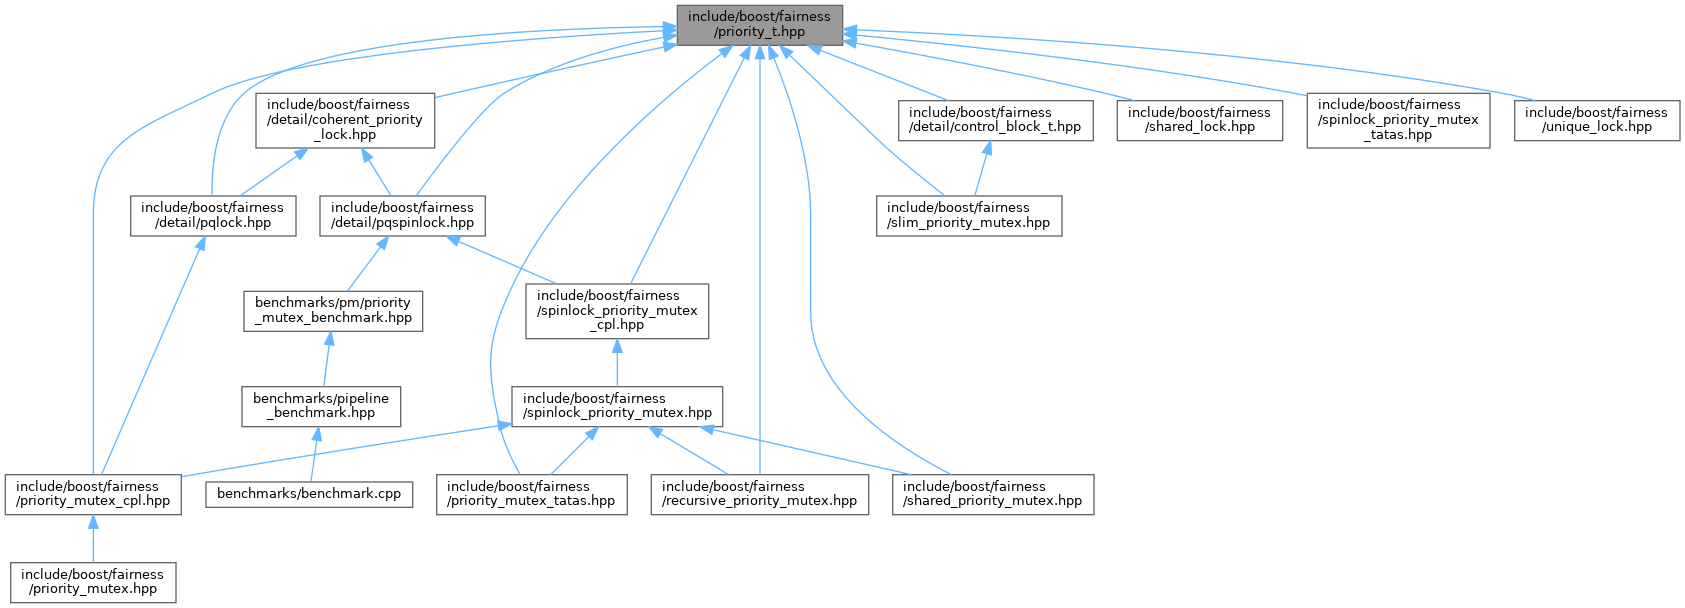 include/boost/fairness
/priority_t.hpp
include/boost/fairness
/detail/coherent_priority
_lock.hpp
include/boost/fairness
/detail/control_block_t.hpp
include/boost/fairness
/shared_lock.hpp
include/boost/fairness
/spinlock_priority_mutex
_tatas.hpp
include/boost/fairness
/unique_lock.hpp
include/boost/fairness
/detail/pqlock.hpp
include/boost/fairness
/detail/pqspinlock.hpp
include/boost/fairness
/slim_priority_mutex.hpp
benchmarks/pm/priority
_mutex_benchmark.hpp
include/boost/fairness
/spinlock_priority_mutex
_cpl.hpp
benchmarks/pipeline
_benchmark.hpp
include/boost/fairness
/spinlock_priority_mutex.hpp
include/boost/fairness
/priority_mutex_cpl.hpp
benchmarks/benchmark.cpp
include/boost/fairness
/priority_mutex_tatas.hpp
include/boost/fairness
/recursive_priority_mutex.hpp
include/boost/fairness
/shared_priority_mutex.hpp
include/boost/fairness
/priority_mutex.hpp